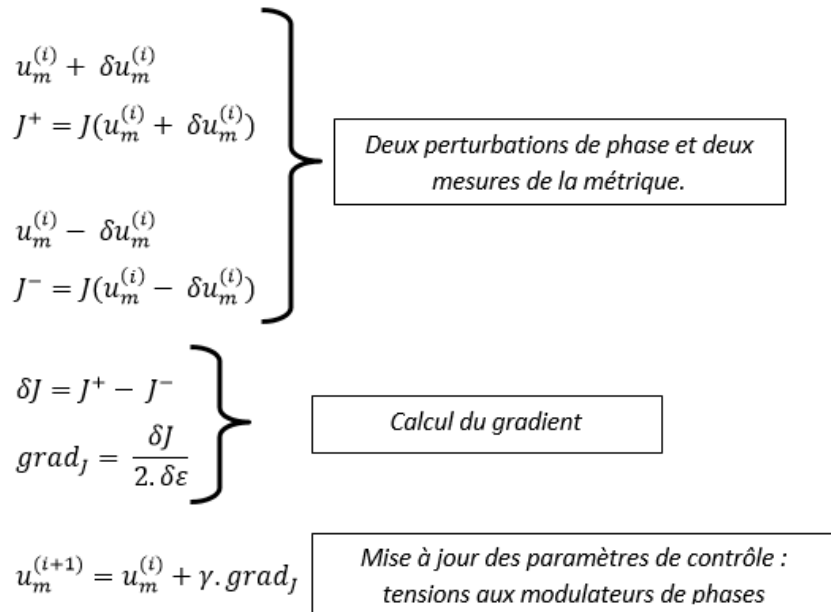 u_m^{(i)} + δu_m^{(i)}
J^+ = J(u_m^{(i)} + δu_m^{(i)})
Deux perturbations de phase et deux
mesures de la métrique.
u_m^{(i)} − δu_m^{(i)}
J^− = J(u_m^{(i)} − δu_m^{(i)})
δJ = J^+ − J^−
grad_J = \frac{δJ}{2. δε}
Calcul du gradient
u_m^{(i+1)} = u_m^{(i)} + γ. grad_J
Mise à jour des paramètres de contrôle :
tensions aux modulateurs de phases